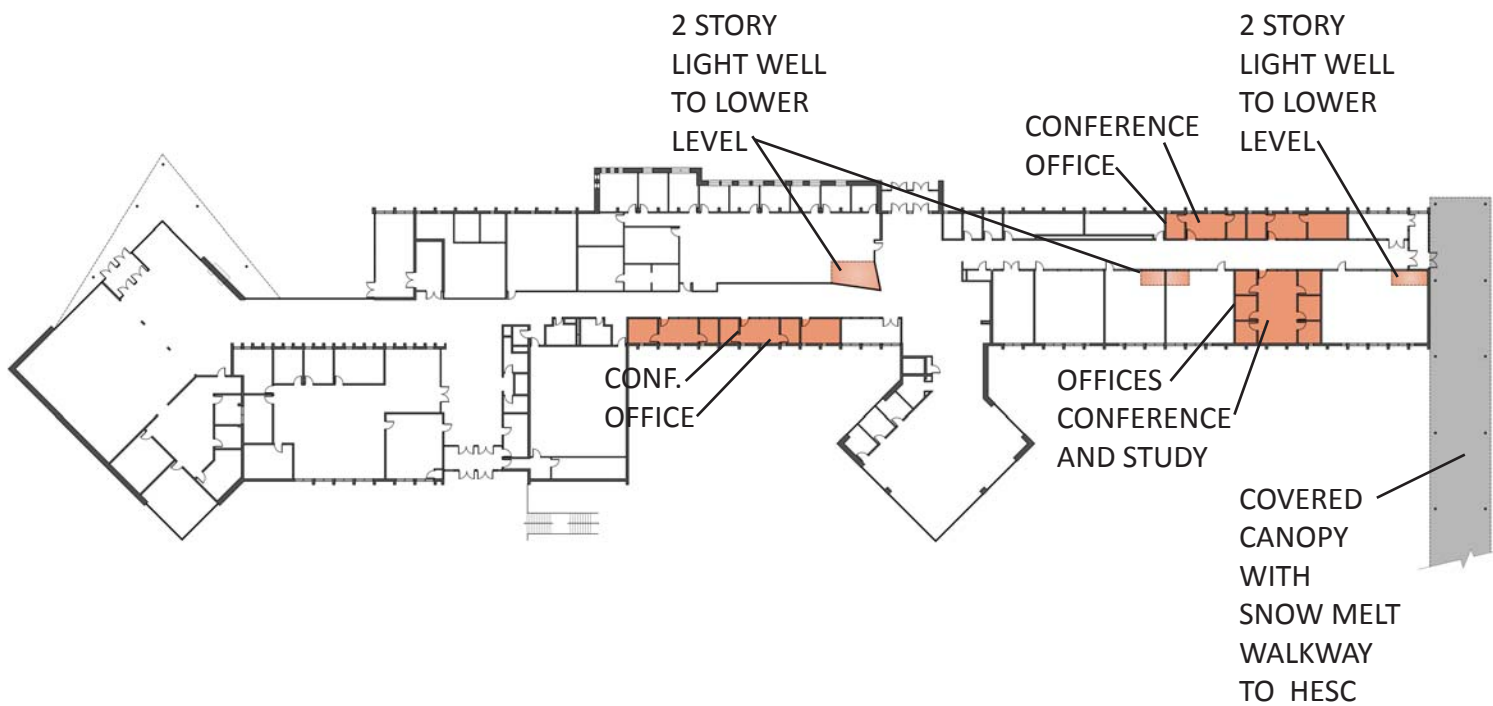 2 STORY
LIGHT WELL
TO LOWER
LEVEL
2 STORY
LIGHT WELL
TO LOWER
LEVEL
CONFERENCE
OFFICE
CONF.
OFFICE
OFFICES
CONFERENCE
AND STUDY
COVERED
CANOPY
WITH
SNOW MELT
WALKWAY
TO HESC